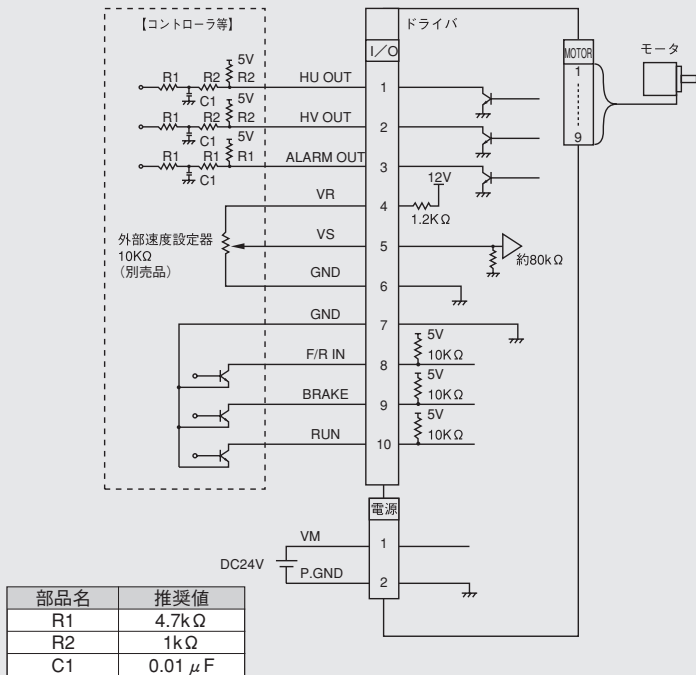 【コントローラ等】
ドライバ
I／O
MOTOR
モータ
5V
R1 R2 R2 HU OUT 1
C1
5V
R1 R2 R2 HV OUT 2
C1
5V
R1 R1 R1 ALARM OUT 3
C1
VR 4
12V
1.2KΩ
外部速度設定器
10KΩ
（別売品）
VS 5
約80kΩ
GND 6
GND 7
F/R IN 8
5V
10KΩ
BRAKE 9
5V
10KΩ
RUN 10
5V
10KΩ
1
9
電源
VM 1
DC24V
P.GND 2
部品名 推奨値
R1 4.7kΩ
R2 1kΩ
C1 0.01 μF